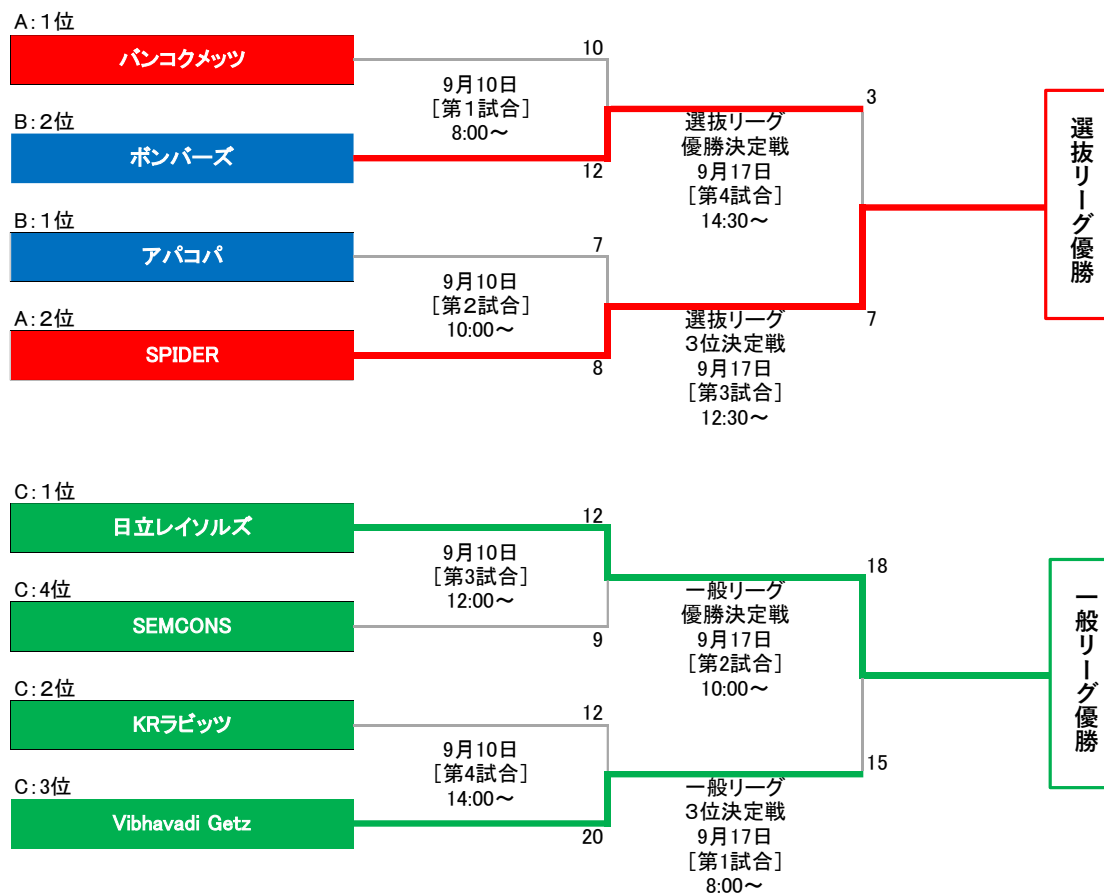 A：1位
バンコクメッツ
10
9月10日
［第1試合］
8:00～
B：2位
ボンバーズ
12
3
選抜リーグ
優勝決定戦
9月17日
［第4試合］
14:30～
選抜リーグ優勝
B：1位
アパコパ
7
9月10日
［第2試合］
10:00～
A：2位
SPIDER
8
7
選抜リーグ
3位決定戦
9月17日
［第3試合］
12:30～
C：1位
日立レイソルズ
12
9月10日
［第3試合］
12:00～
C：4位
SEMCONS
9
18
一般リーグ
優勝決定戦
9月17日
［第2試合］
10:00～
一般リーグ優勝
C：2位
KRラビッツ
12
9月10日
［第4試合］
14:00～
C：3位
Vibhavadi Getz
20
15
一般リーグ
3位決定戦
9月17日
［第1試合］
8:00～